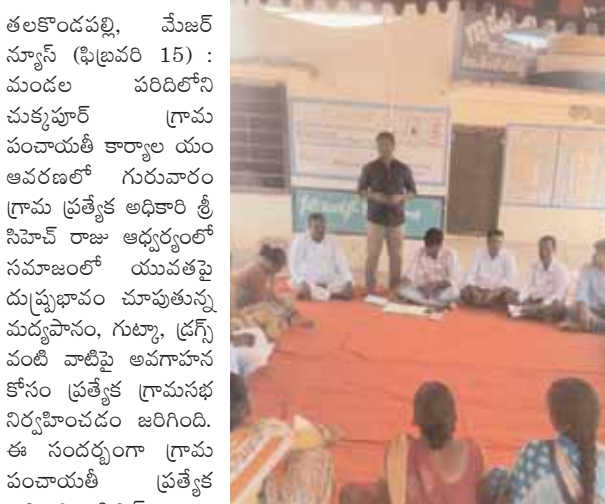 తలకొండపల్లి, మేజర్
న్యూస్ (ఫిబ్రవరి 15) :
మండల పరిదిలోని
చుక్కపూర్ గ్రామ
పంచాయతీ కార్యాల యం
ఆవరణలో గురువారం
గ్రామ ప్రత్యేక అధికారి శ్రీ
సిహెచ్ రాజు ఆధ్వర్యంలో
సమాజంలో యువతపై
దుష్ప్రభావం చూపుతున్న
మద్యపానం, గుట్కా, డ్రగ్స్
వంటి వాటిపై అవగాహన
కోసం ప్రత్యేక గ్రామసభ
నిర్వహించడం జరిగింది.
ఈ సందర్బంగా గ్రామ
పంచాయతీ ప్రత్యేక